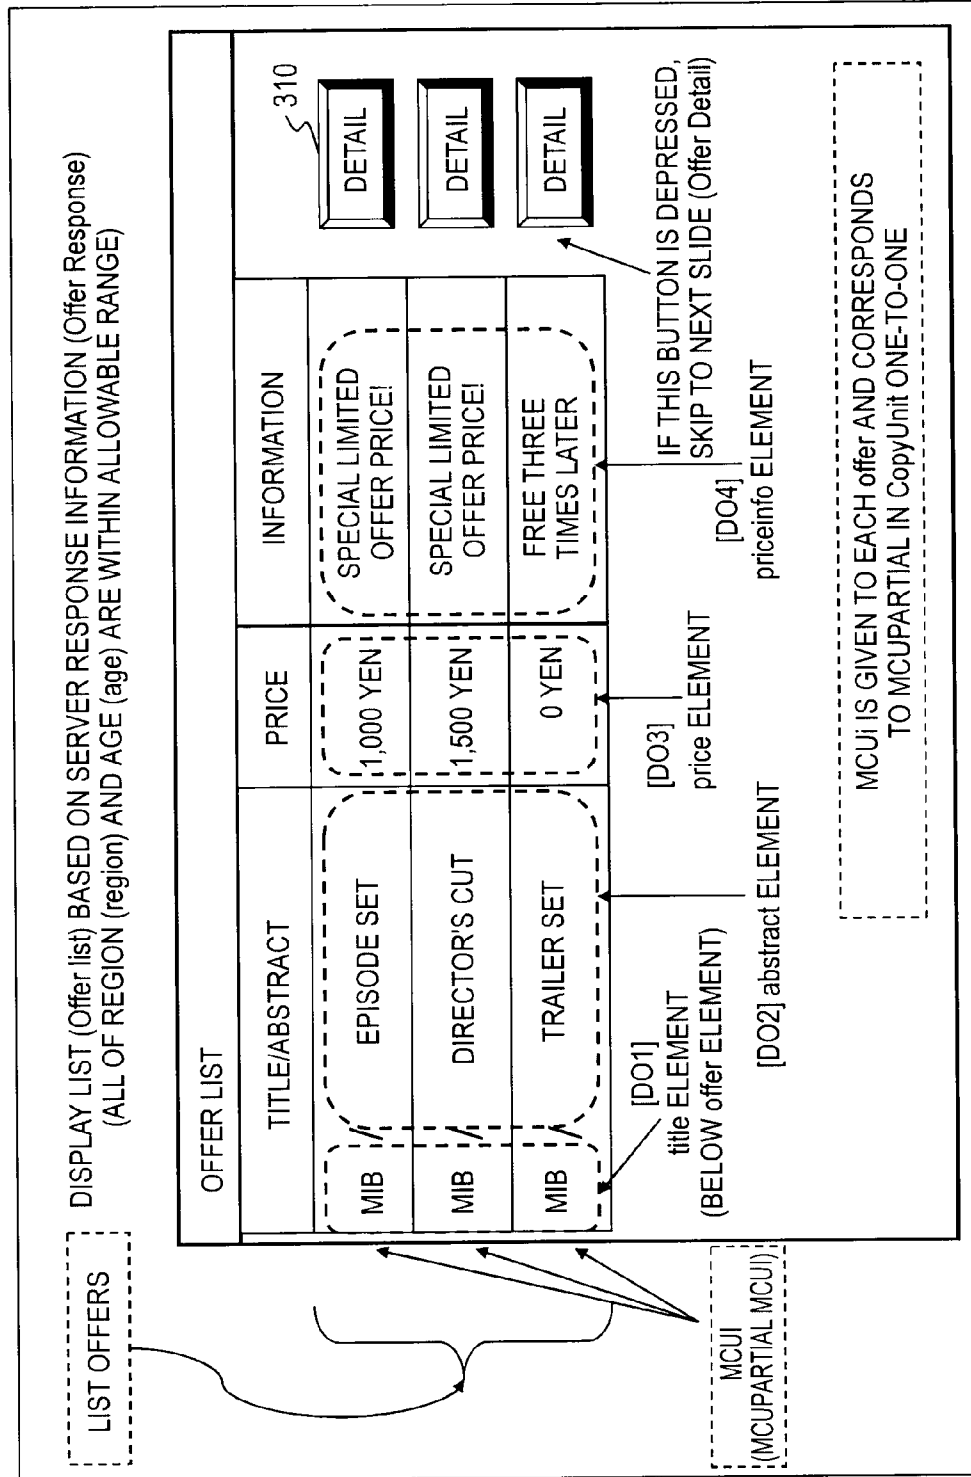 LIST OFFERS
DISPLAY LIST (Offer list) BASED ON SERVER RESPONSE INFORMATION (Offer Response)
(ALL OF REGION (region) AND AGE (age) ARE WITHIN ALLOWABLE RANGE)
OFFER LIST
TITLE/ABSTRACT PRICE INFORMATION
310
MIB / EPISODE SET 1,000 YEN SPECIAL LIMITED
OFFER PRICE! DETAIL
MIB / DIRECTOR'S CUT 1,500 YEN SPECIAL LIMITED
OFFER PRICE! DETAIL
MIB / TRAILER SET 0 YEN FREE THREE
TIMES LATER DETAIL
MCUI
(MCUPARTIAL MCUI)
[DO1]
title ELEMENT
(BELOW offer ELEMENT)
[DO2] abstract ELEMENT
[DO3]
price ELEMENT
[DO4]
priceinfo ELEMENT
IF THIS BUTTON IS DEPRESSED,
SKIP TO NEXT SLIDE (Offer Detail)
MCUi IS GIVEN TO EACH offer AND CORRESPONDS
TO MCUPARTIAL IN CopyUnit ONE-TO-ONE